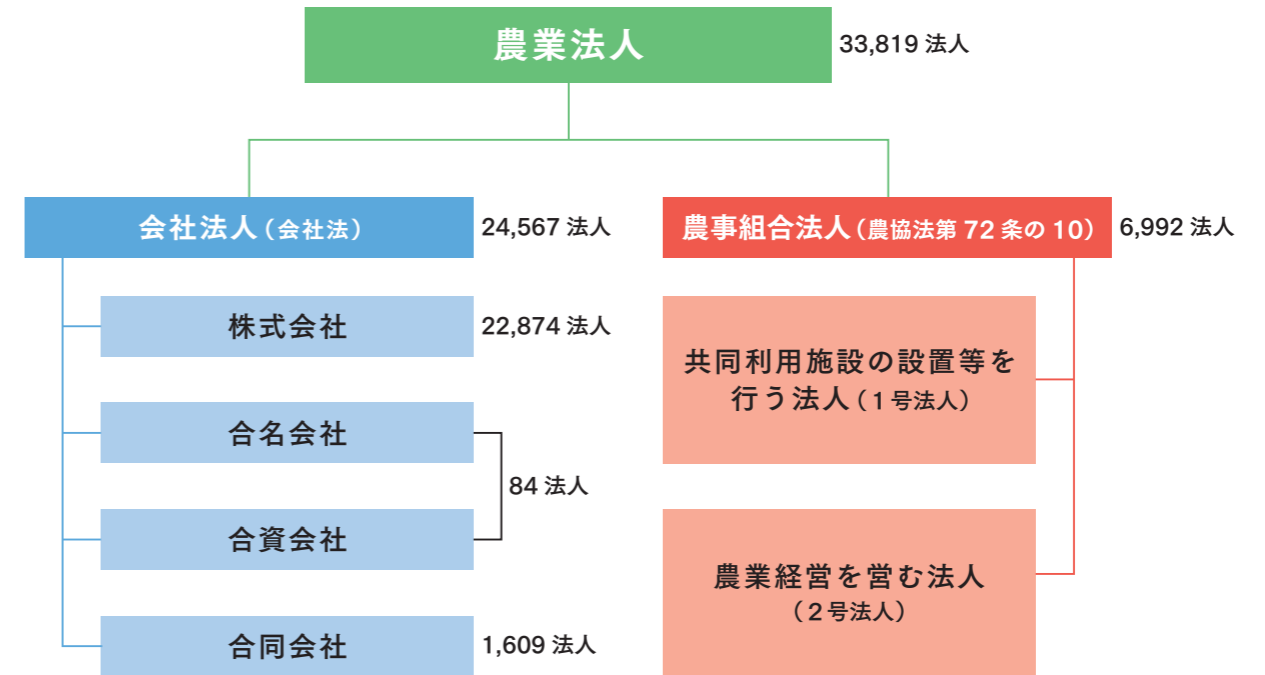 農業法人
33,819 法人
会社法人（会社法）
24,567 法人
株式会社
22,874 法人
合名会社
84 法人
合資会社
合同会社
1,609 法人
農事組合法人（農協法第 72 条の 10）
6,992 法人
共同利用施設の設置等を
行う法人（1号法人）
農業経営を営む法人
（2号法人）